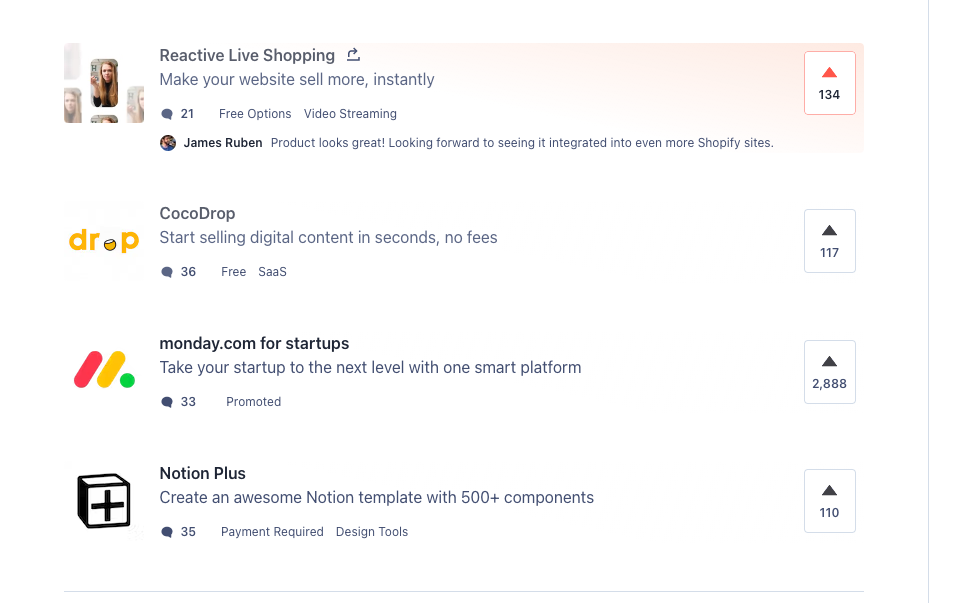 Reactive Live Shopping
Make your website sell more, instantly
134
21 Free Options Video Streaming
James Ruben Product looks great! Looking forward to seeing it integrated into even more Shopify sites.
drop
CocoDrop
Start selling digital content in seconds, no fees
117
36 Free SaaS
monday.com for startups
Take your startup to the next level with one smart platform
2,888
33 Promoted
Notion Plus
Create an awesome Notion template with 500+ components
110
35 Payment Required Design Tools